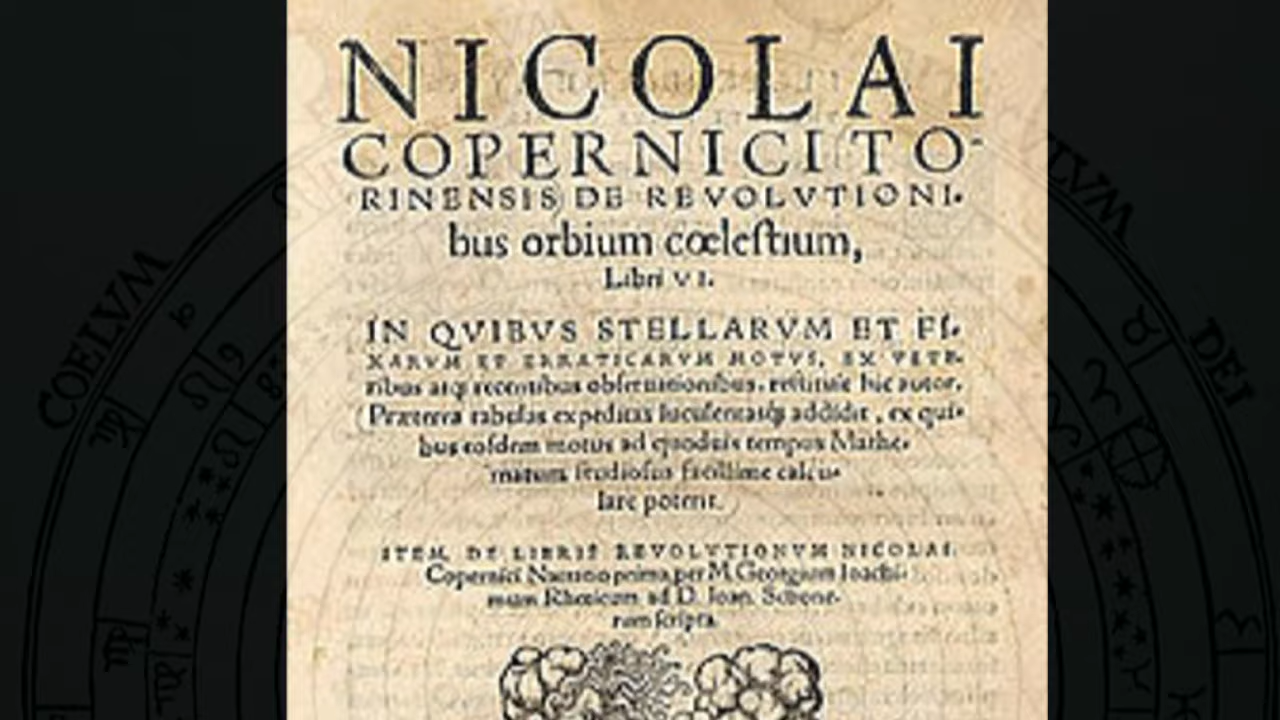 NICOLAI
COPERNICI TO-
RINENSIS DE REVOLVTIONI-
bus orbium cœleſtium,
Libri VI.
IN QVIBVS STELLARVM ET FI-
XARVM ET ERRATICARVM MOTVS, EX VETE-
ribus atq; recentibus obſeruationibus, reſtituit hic autor.
Præterea tabulas expeditas luculentasq; addidit, ex qui-
bus eoſdem motus ad quoduis tempus Mathe-
matum ſtudioſus facillime calcu-
lare poterit.
ITEM, DE LIBRIS REVOLVTIONVM NICOLAI
Copernici Narratio prima, per M. Georgium Ioachi-
mum Rheticum ad D. Ioan. Schone-
rum ſcripta.
COELVM
DEI